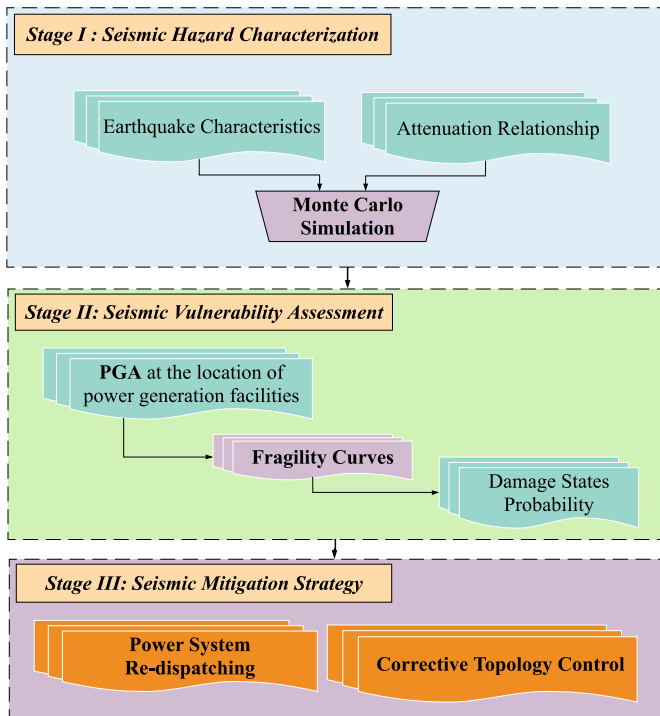 Stage I : Seismic Hazard Characterization
Earthquake Characteristics
Attenuation Relationship
Monte Carlo
Simulation
Stage II: Seismic Vulnerability Assessment
PGA at the location of
power generation facilities
Fragility Curves
Damage States
Probability
Stage III: Seismic Mitigation Strategy
Power System
Re-dispatching
Corrective Topology Control